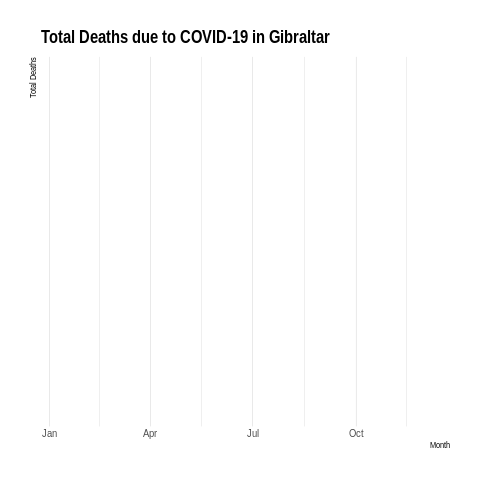 Total Deaths due to COVID-19 in Gibraltar
Total Deaths
Jan Apr Jul Oct
Month